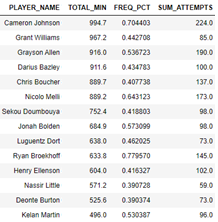 PLAYER_NAME TOTAL_MIN FREQ_PCT SUM_ATTEMPTS
Cameron Johnson 994.7 0.704403 224.0
Grant Williams 967.2 0.442708 85.0
Grayson Allen 916.0 0.536723 190.0
Darius Bazley 911.6 0.434783 100.0
Chris Boucher 889.7 0.407738 137.0
Nicolo Melli 889.2 0.643123 173.0
Sekou Doumbouya 752.4 0.418803 98.0
Jonah Bolden 684.9 0.573099 98.0
Luguentz Dort 638.0 0.462025 73.0
Ryan Broekhoff 633.8 0.779570 145.0
Henry Ellenson 604.0 0.416327 102.0
Nassir Little 571.2 0.390728 59.0
Deonte Burton 525.6 0.390374 73.0
Kelan Martin 496.0 0.530387 96.0